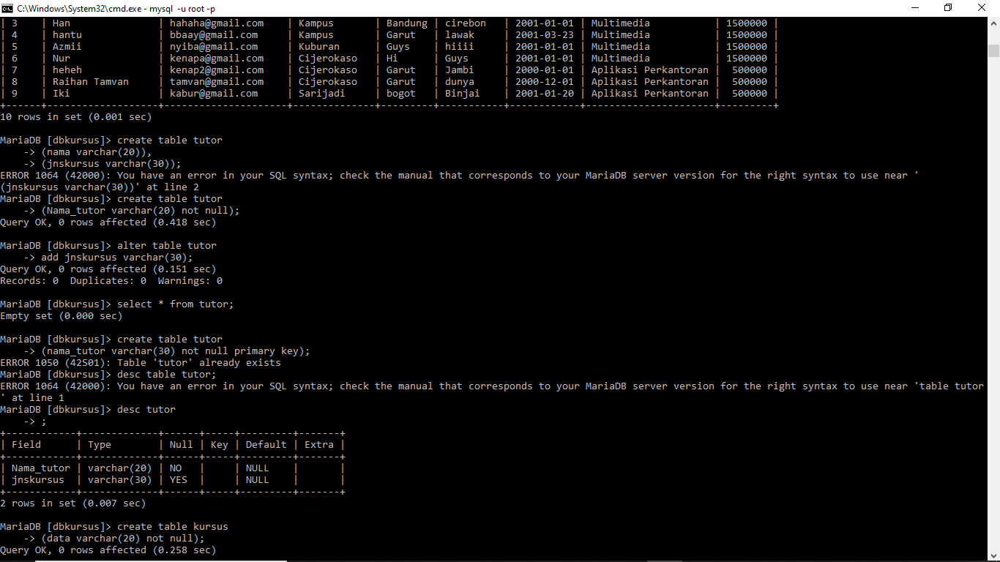 C:\Windows\System32\cmd.exe - mysql  -u root -p
| 3    | Han               | hahaha@gmail.com    | Kampus       | Bandung | cirebon   | 2001-01-01 | Multimedia           | 1500000 |
| 4    | hantu             | bbaay@gmail.com     | Kampus       | Garut   | lawak     | 2001-03-23 | Multimedia           | 1500000 |
| 5    | Azmii             | nyiba@gmail.com     | Kuburan      | Guys    | hiiii     | 2001-01-01 | Multimedia           | 1500000 |
| 6    | Nur               | kenapa@gmail.com    | Cijerokaso   | Hi      | Guys      | 2001-01-01 | Multimedia           | 1500000 |
| 7    | heheh             | kenap2@gmail.com    | Cijerokaso   | Garut   | Jambi     | 2000-01-01 | Aplikasi Perkantoran |  500000 |
| 8    | Raihan Tamvan     | tamvan@gmail.com    | Cijerokaso   | Garut   | dunya     | 2000-12-01 | Aplikasi Perkantoran |  500000 |
| 9    | Iki               | kabur@gmail.com     | Sarijadi     | bogot   | Binjai    | 2001-01-20 | Aplikasi Perkantoran |  500000 |
+------+-------------------+---------------------+--------------+---------+-----------+------------+----------------------+---------+
10 rows in set (0.001 sec)
MariaDB [dbkursus]> create table tutor
    -> (nama varchar(20)),
    -> (jnskursus varchar(30));
ERROR 1064 (42000): You have an error in your SQL syntax; check the manual that corresponds to your MariaDB server version for the right syntax to use near '
(jnskursus varchar(30))' at line 2
MariaDB [dbkursus]> create table tutor
    -> (Nama_tutor varchar(20) not null);
Query OK, 0 rows affected (0.418 sec)
MariaDB [dbkursus]> alter table tutor
    -> add jnskursus varchar(30);
Query OK, 0 rows affected (0.151 sec)
Records: 0  Duplicates: 0  Warnings: 0
MariaDB [dbkursus]> select * from tutor;
Empty set (0.000 sec)
MariaDB [dbkursus]> create table tutor
    -> (nama_tutor varchar(30) not null primary key);
ERROR 1050 (42S01): Table 'tutor' already exists
MariaDB [dbkursus]> desc table tutor;
ERROR 1064 (42000): You have an error in your SQL syntax; check the manual that corresponds to your MariaDB server version for the right syntax to use near 'table tutor
' at line 1
MariaDB [dbkursus]> desc tutor
    -> ;
+------------+-------------+------+-----+---------+-------+
| Field      | Type        | Null | Key | Default | Extra |
+------------+-------------+------+-----+---------+-------+
| Nama_tutor | varchar(20) | NO   |     | NULL    |       |
| jnskursus  | varchar(30) | YES  |     | NULL    |       |
+------------+-------------+------+-----+---------+-------+
2 rows in set (0.007 sec)
MariaDB [dbkursus]> create table kursus
    -> (data varchar(20) not null);
Query OK, 0 rows affected (0.258 sec)